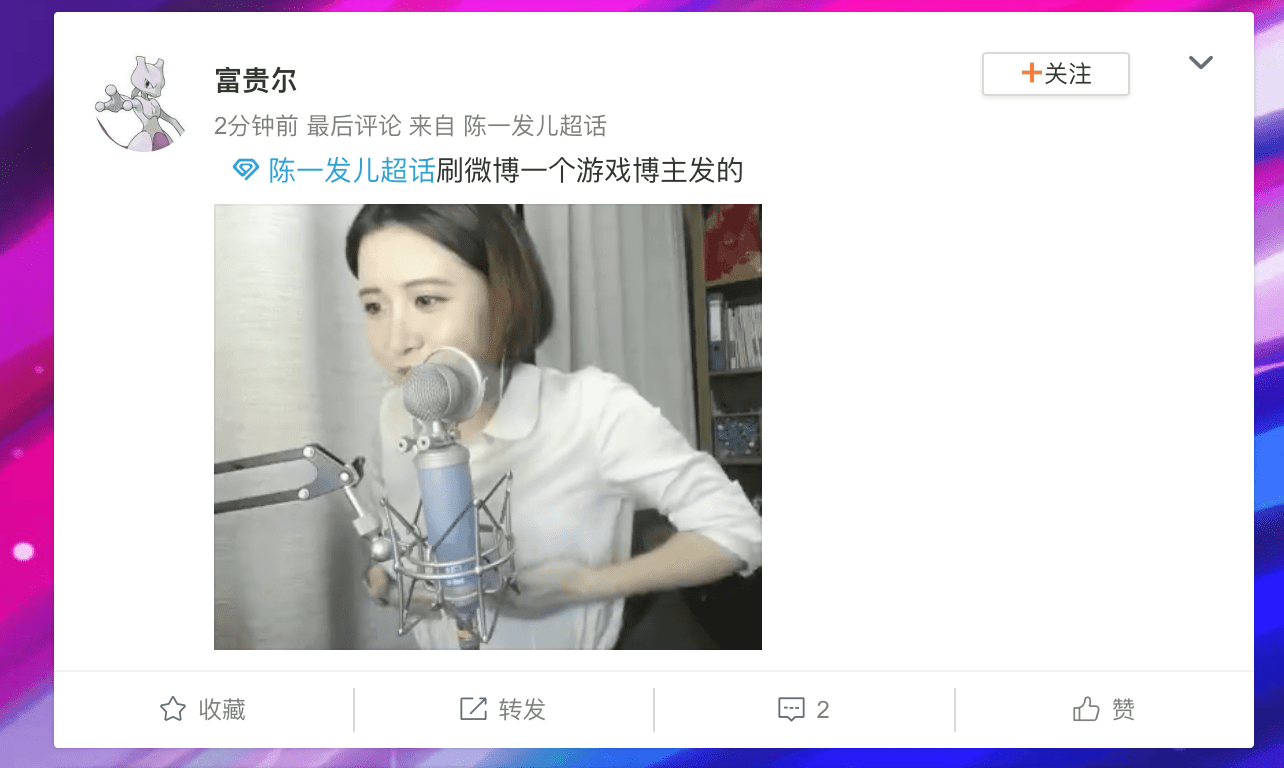 富贵尔
+关注
2分钟前 最后评论 来自 陈一发儿超话
陈一发儿超话刷微博一个游戏博主发的
收藏
转发
2
赞